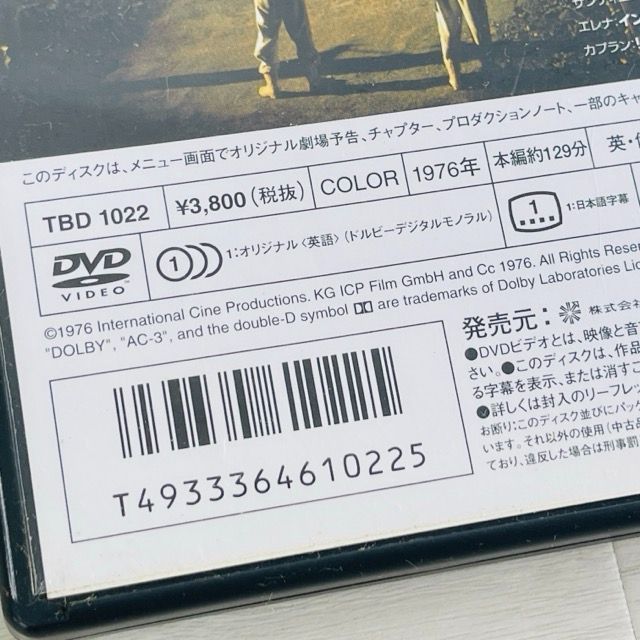 エレナ・イ
カプラン・リ
このディスクは、メニュー画面でオリジナル劇場予告、チャプター、プロダクションノート、一部のキャ
TBD 1022
¥3,800(税抜)
COLOR
1976年
本編約129分
英・
DVD
VIDEO
1
1:オリジナル〈英語〉(ドルビーデジタルモノラル)
1
1:日本語字幕
©1976 International Cine Productions. KG ICP Film GmbH and Cc 1976. All Rights Rese
"DOLBY", "AC-3", and the double-D symbol are trademarks of Dolby Laboratories Lic
発売元:
株式会
●DVDビデオとは、映像と音
さい。●このディスクは、作品
る字幕を表示、または消すこ
●詳しくは封入のリーフレ
お断り:このディスク並びにパッケ
います。それ以外の使用(中古品
ており、違反した場合は刑事罰
T4933364610225